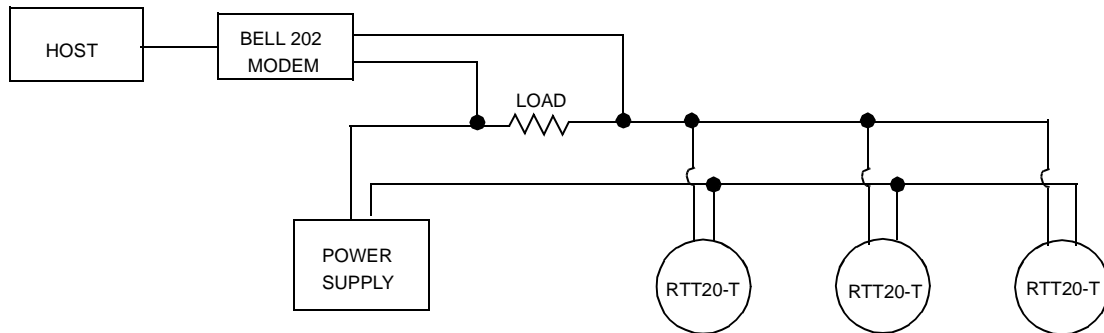 HOST
BELL 202
MODEM
LOAD
POWER
SUPPLY
RTT20-T
RTT20-T
RTT20-T